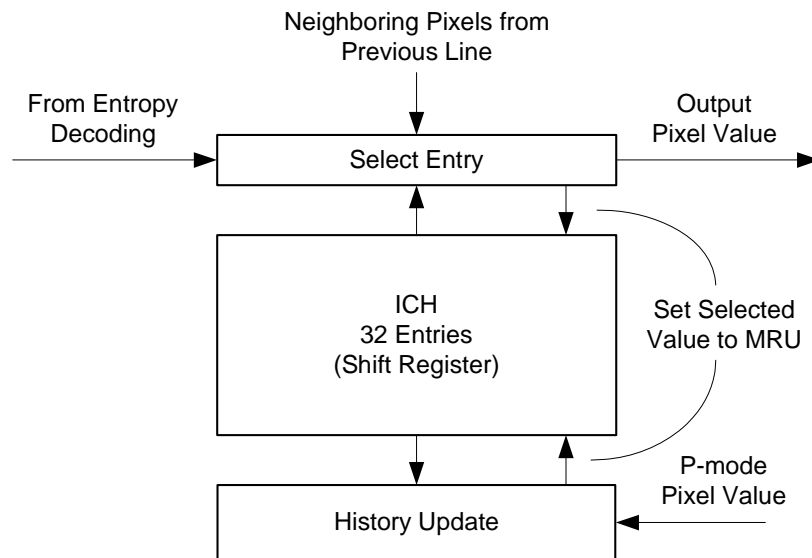 Neighboring Pixels from
Previous Line
From Entropy
Decoding
Output
Pixel Value
Select Entry
ICH
32 Entries
(Shift Register)
Set Selected
Value to MRU
P-mode
Pixel Value
History Update